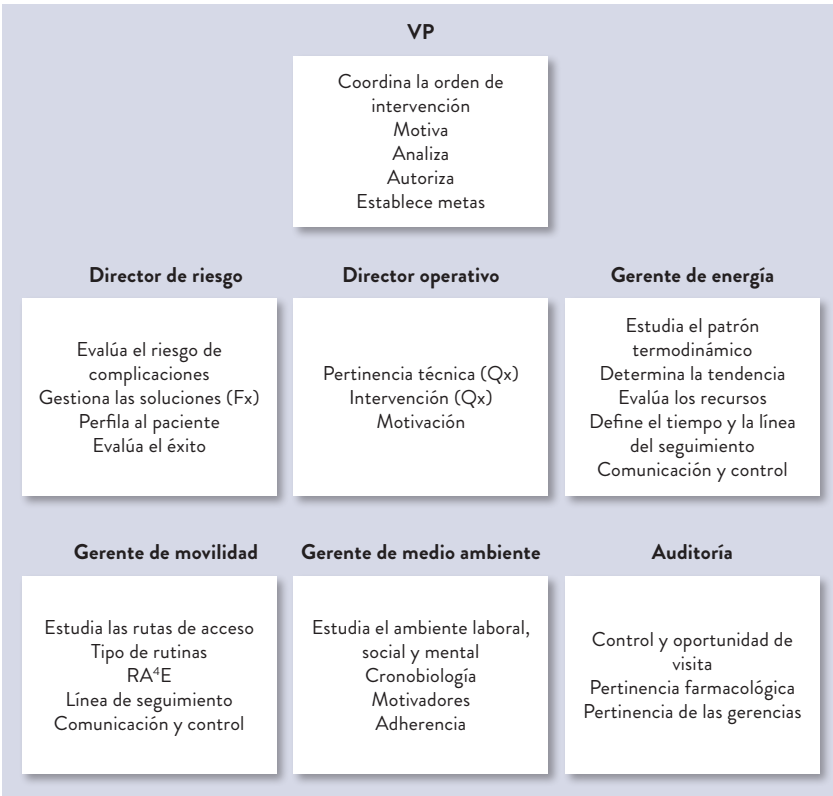 VP
Coordina la orden de
intervención
Motiva
Analiza
Autoriza
Establece metas
Director de riesgo
Evalúa el riesgo de
complicaciones
Gestiona las soluciones (Fx)
Perfila al paciente
Evalúa el éxito
Director operativo
Pertinencia técnica (Qx)
Intervención (Qx)
Motivación
Gerente de energía
Estudia el patrón
termodinámico
Determina la tendencia
Evalúa los recursos
Define el tiempo y la línea
del seguimiento
Comunicación y control
Gerente de movilidad
Estudia las rutas de acceso
Tipo de rutinas
RA⁴E
Línea de seguimiento
Comunicación y control
Gerente de medio ambiente
Estudia el ambiente laboral,
social y mental
Cronobiología
Motivadores
Adherencia
Auditoría
Control y oportunidad de
visita
Pertinencia farmacológica
Pertinencia de las gerencias